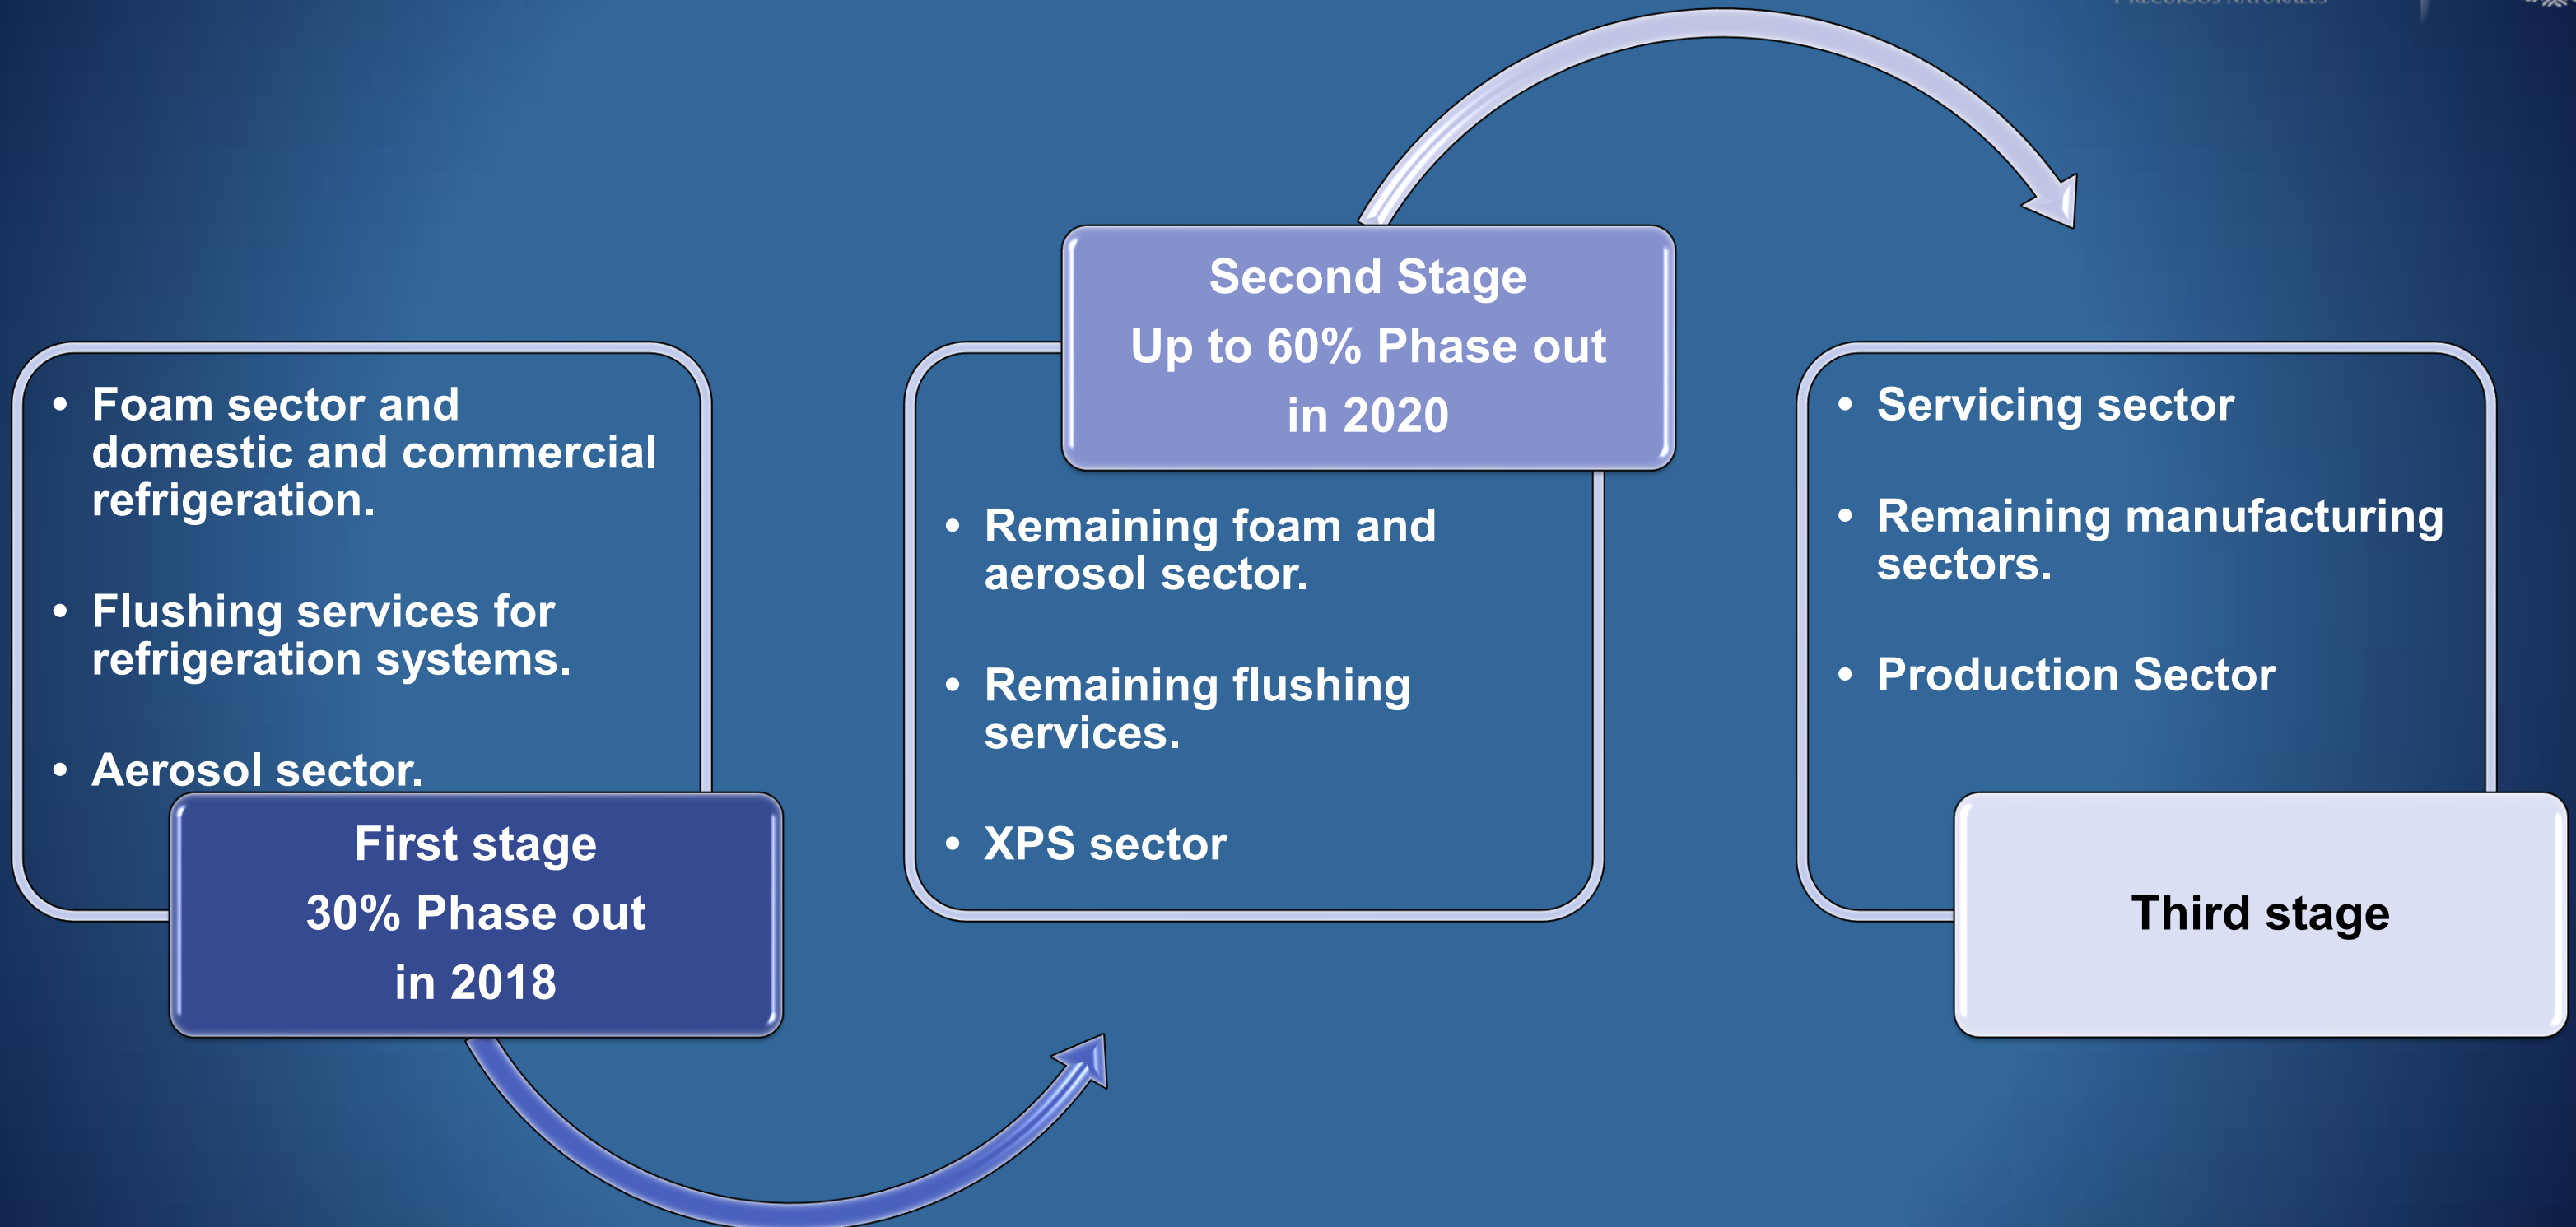 Y RECURSOS NATURALES
• Foam sector and
domestic and commercial
refrigeration.
• Flushing services for
refrigeration systems.
• Aerosol sector.
First stage
30% Phase out
in 2018
Second Stage
Up to 60% Phase out
in 2020
• Remaining foam and
aerosol sector.
• Remaining flushing
services.
• XPS sector
• Servicing sector
• Remaining manufacturing
sectors.
• Production Sector
Third stage